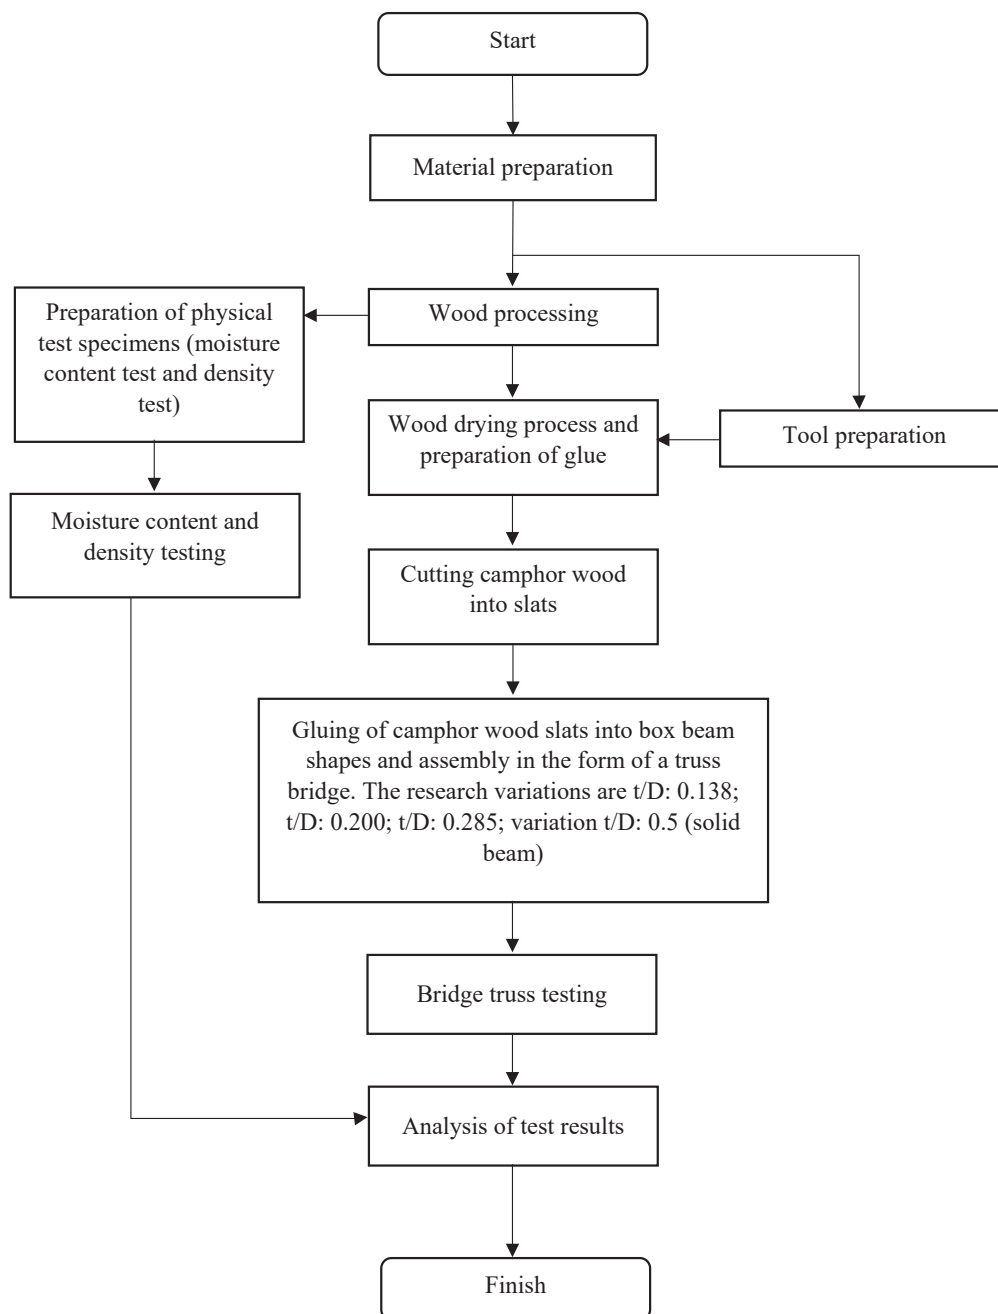 Start
Material preparation
Preparation of physical
test specimens (moisture
content test and density
test)
Wood processing
Wood drying process and
preparation of glue
Tool preparation
Moisture content and
density testing
Cutting camphor wood
into slats
Gluing of camphor wood slats into box beam
shapes and assembly in the form of a truss
bridge. The research variations are t/D: 0.138;
t/D: 0.200; t/D: 0.285; variation t/D: 0.5 (solid
beam)
Bridge truss testing
Analysis of test results
Finish